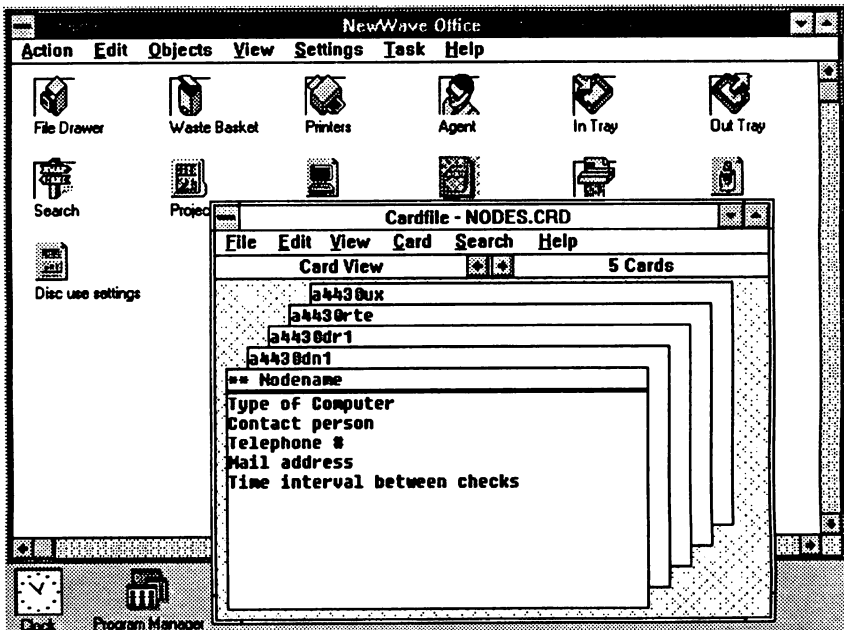 NewWave Office
Action Edit Objects View Settings Task Help
File Drawer Waste Basket Printers Agent In Tray Out Tray
Search Projec
Disc use settings
Cardfile - NODES.CRD
File Edit View Card Search Help
Card View 5 Cards
a4430ux
a4430rte
a4430dr1
a4430dn1
** Nodename
Type of Computer
Contact person
Telephone #
Mail address
Time interval between checks
Clock Program Manager